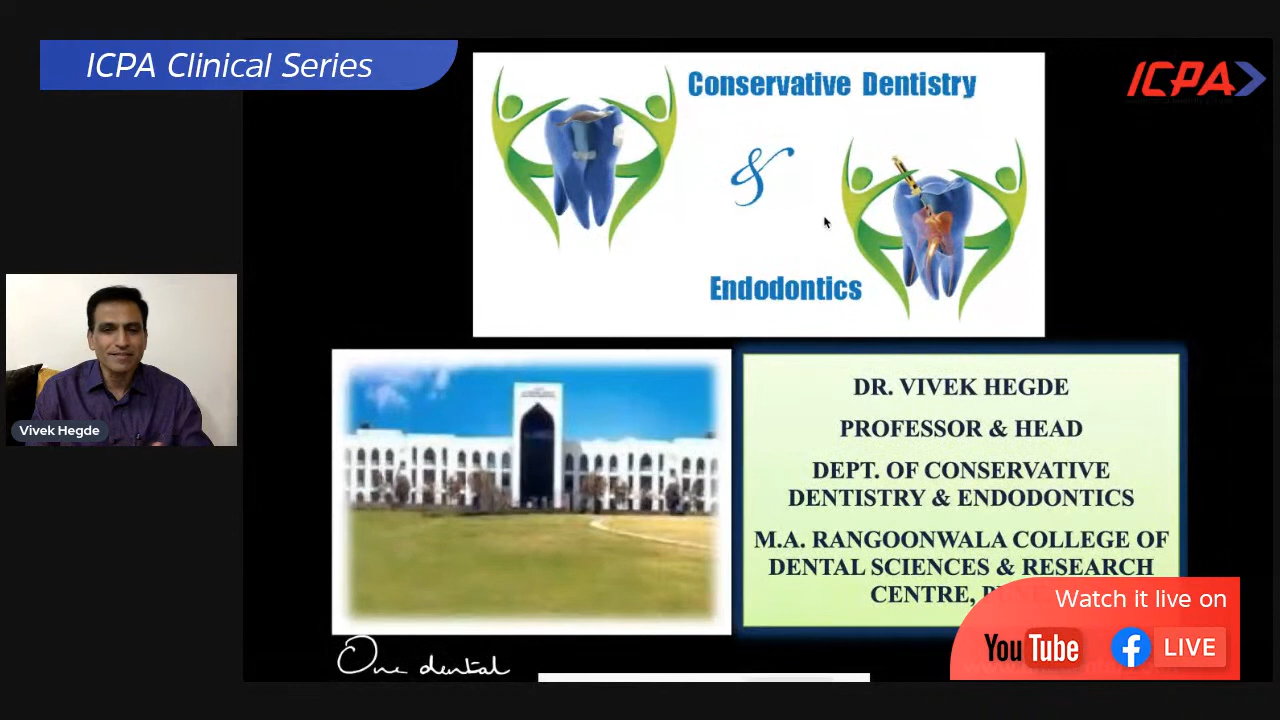 ICPA Clinical Series
ICPA
Conservative Dentistry
&
Endodontics
Vivek Hegde
DR. VIVEK HEGDE
PROFESSOR & HEAD
DEPT. OF CONSERVATIVE
DENTISTRY & ENDODONTICS
M.A. RANGOONWALA COLLEGE OF
DENTAL SCIENCES & RESEARCH
CENTRE,
Watch it live on
YouTube
f LIVE
One dental